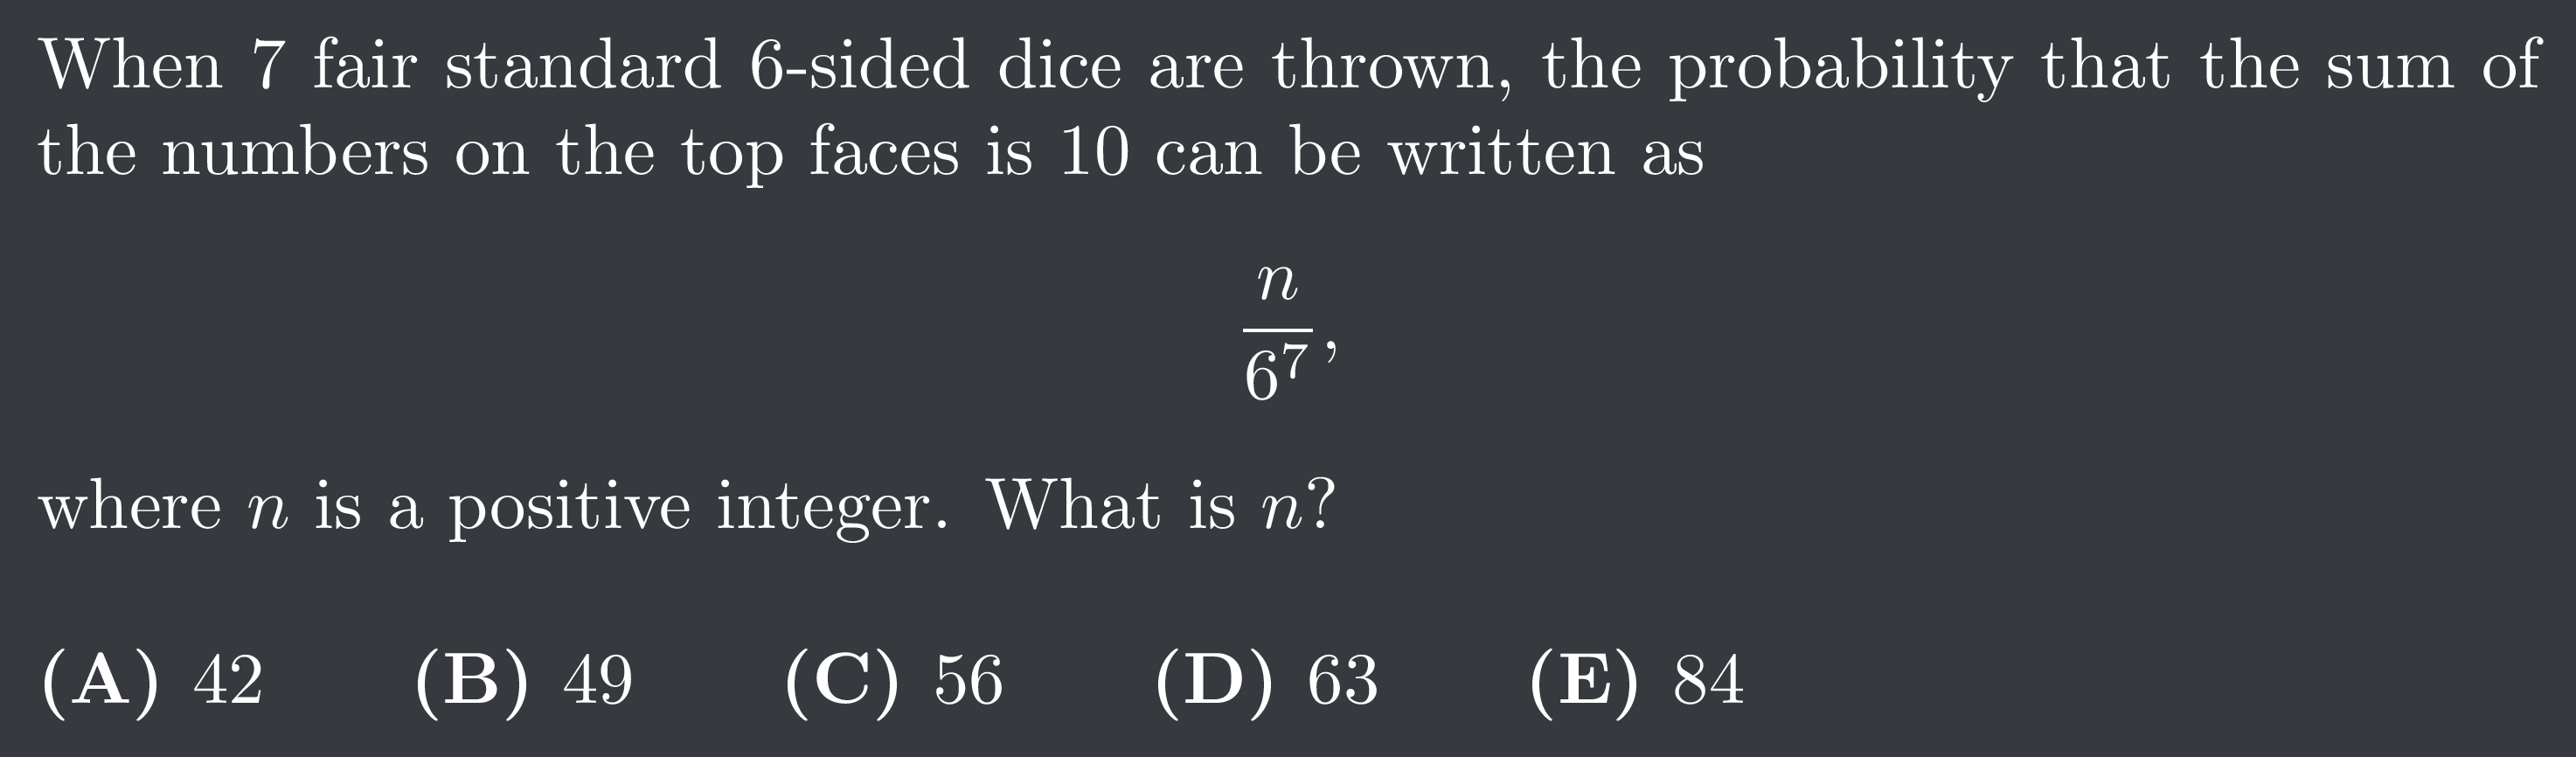 When 7 fair standard 6-sided dice are thrown, the probability that the sum of
the numbers on the top faces is 10 can be written as
n
6^7,
where n is a positive integer. What is n?
(A) 42 (B) 49 (C) 56 (D) 63 (E) 84